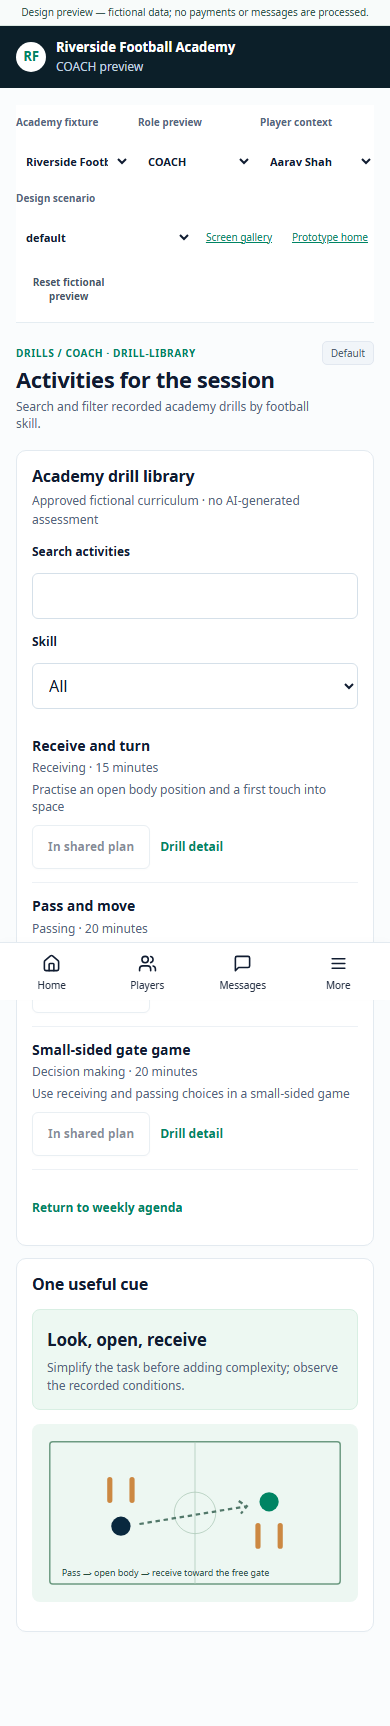 Design preview — fictional data; no payments or messages are processed.
RF
Riverside Football Academy
COACH preview
Academy fixture
Role preview
Player context
Riverside Footb
COACH
Aarav Shah
Design scenario
default
Screen gallery
Prototype home
Reset fictional
preview
DRILLS / COACH · DRILL-LIBRARY
Default
Activities for the session
Search and filter recorded academy drills by football
skill.
Academy drill library
Approved fictional curriculum · no AI-generated
assessment
Search activities
Skill
All
Receive and turn
Receiving · 15 minutes
Practise an open body position and a first touch into
space
In shared plan
Drill detail
Pass and move
Passing · 20 minutes
Home
Players
Messages
More
Small-sided gate game
Decision making · 20 minutes
Use receiving and passing choices in a small-sided game
In shared plan
Drill detail
Return to weekly agenda
One useful cue
Look, open, receive
Simplify the task before adding complexity; observe
the recorded conditions.
Pass → open body → receive toward the free gate